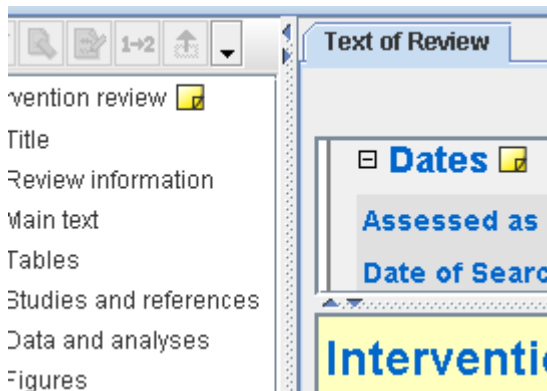 1→2
Text of Review
rvention review
Title
Review information
Main text
Tables
Studies and references
Data and analyses
Figures
Dates
Assessed as
Date of Searc
Interventi